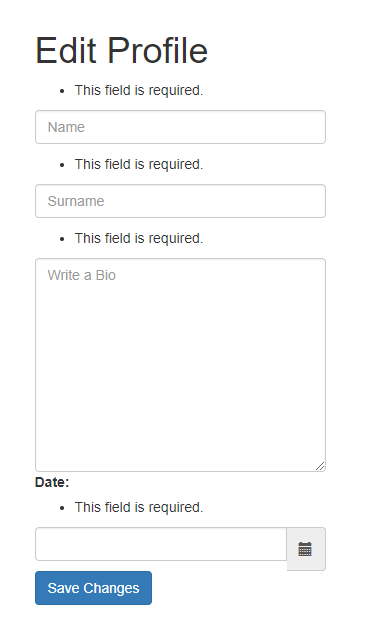 Edit Profile
This field is required.
Name
This field is required.
Surname
This field is required.
Write a Bio
Date:
This field is required.
Save Changes